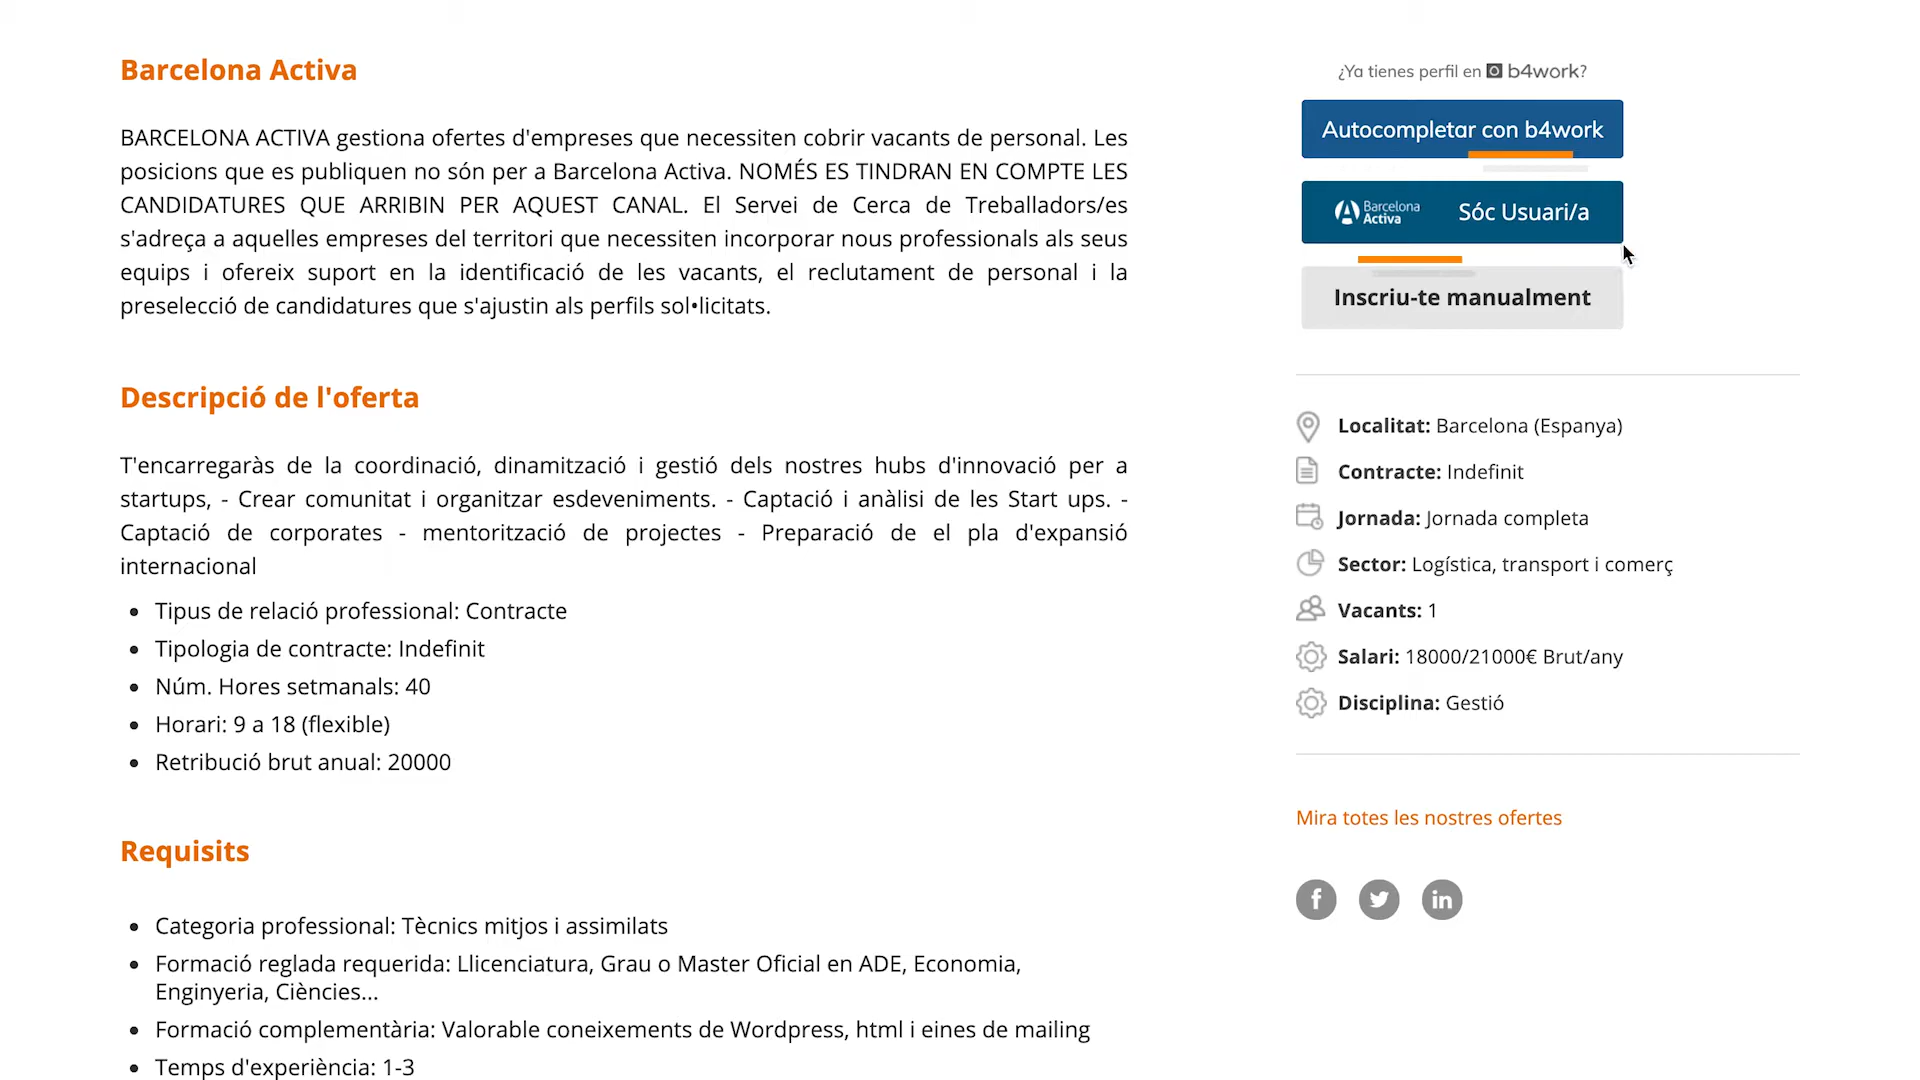 Barcelona Activa
BARCELONA ACTIVA gestiona ofertes d'empreses que necessiten cobrir vacants de personal. Les
posicions que es publiquen no són per a Barcelona Activa. NOMÉS ES TINDRAN EN COMPTE LES
CANDIDATURES QUE ARRIBIN PER AQUEST CANAL. El Servei de Cerca de Treballadors/es
s'adreça a aquelles empreses del territori que necessiten incorporar nous professionals als seus
equips i ofereix suport en la identificació de les vacants, el reclutament de personal i la
preselecció de candidatures que s'ajustin als perfils sol•licitats.
Descripció de l'oferta
T'encarregaràs de la coordinació, dinamització i gestió dels nostres hubs d'innovació per a
startups, - Crear comunitat i organitzar esdeveniments. - Captació i anàlisi de les Start ups. -
Captació de corporates - mentorització de projectes - Preparació de el pla d'expansió
internacional
• Tipus de relació professional: Contracte
• Tipologia de contracte: Indefinit
• Núm. Hores setmanals: 40
• Horari: 9 a 18 (flexible)
• Retribució brut anual: 20000
Requisits
• Categoria professional: Tècnics mitjos i assimilats
• Formació reglada requerida: Llicenciatura, Grau o Master Oficial en ADE, Economia,
Enginyeria, Ciències...
• Formació complementària: Valorable coneixements de Wordpress, html i eines de mailing
• Temps d'experiència: 1-3
¿Ya tienes perfil en b4work?
Autocompletar con b4work
Barcelona Activa Sóc Usuari/a
Inscriu-te manualment
Localitat: Barcelona (Espanya)
Contracte: Indefinit
Jornada: Jornada completa
Sector: Logística, transport i comerç
Vacants: 1
Salari: 18000/21000€ Brut/any
Disciplina: Gestió
Mira totes les nostres ofertes